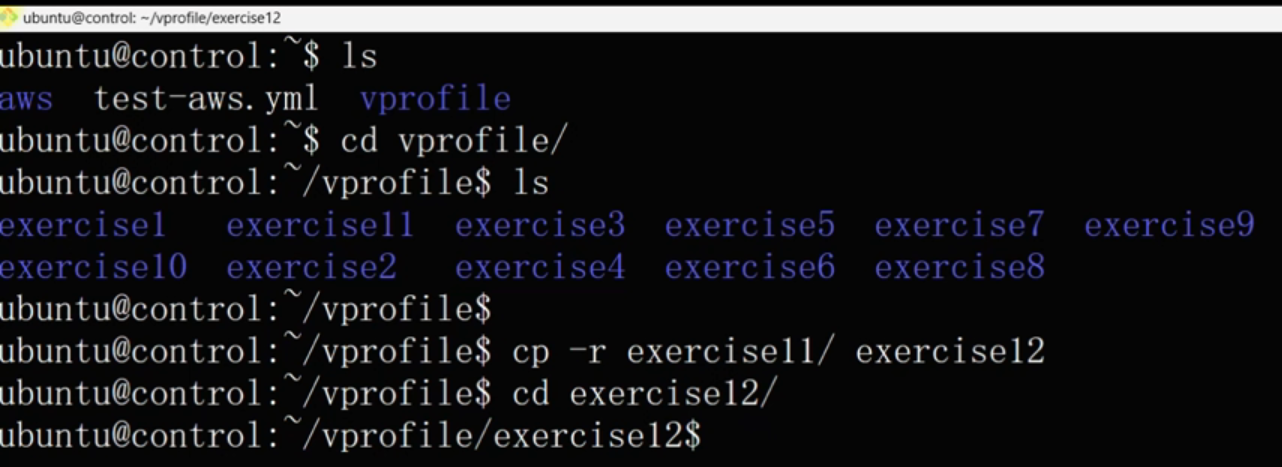 ubuntu@control: ~/vprofile/exercise12
ubuntu@control:~$ ls
aws  test-aws.yml  vprofile
ubuntu@control:~$ cd vprofile/
ubuntu@control:~/vprofile$ ls
exercise1   exercise11  exercise3  exercise5  exercise7  exercise9
exercise10  exercise2   exercise4  exercise6  exercise8
ubuntu@control:~/vprofile$
ubuntu@control:~/vprofile$ cp -r exercise11/ exercise12
ubuntu@control:~/vprofile$ cd exercise12/
ubuntu@control:~/vprofile/exercise12$